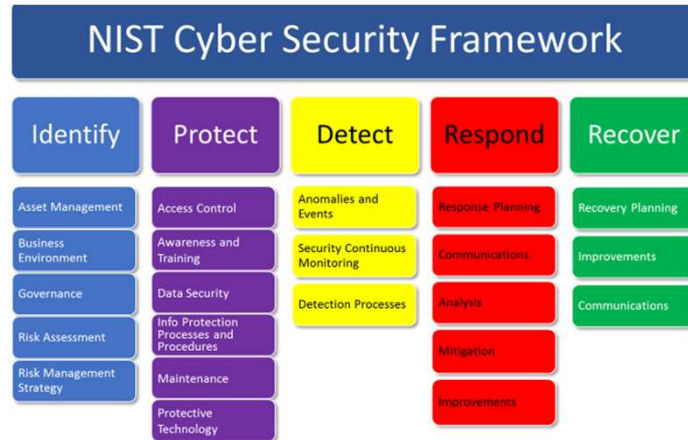 NIST Cyber Security Framework
Identify
Protect
Detect
Respond
Recover
Asset Management
Business
Environment
Governance
Risk Assessment
Risk Management
Strategy
Access Control
Awareness and
Training
Data Security
Info Protection
Processes and
Procedures
Maintenance
Protective
Technology
Anomalies and
Events
Security Continuous
Monitoring
Detection Processes
Response Planning
Communications
Analysis
Mitigation
Improvements
Recovery Planning
Improvements
Communications